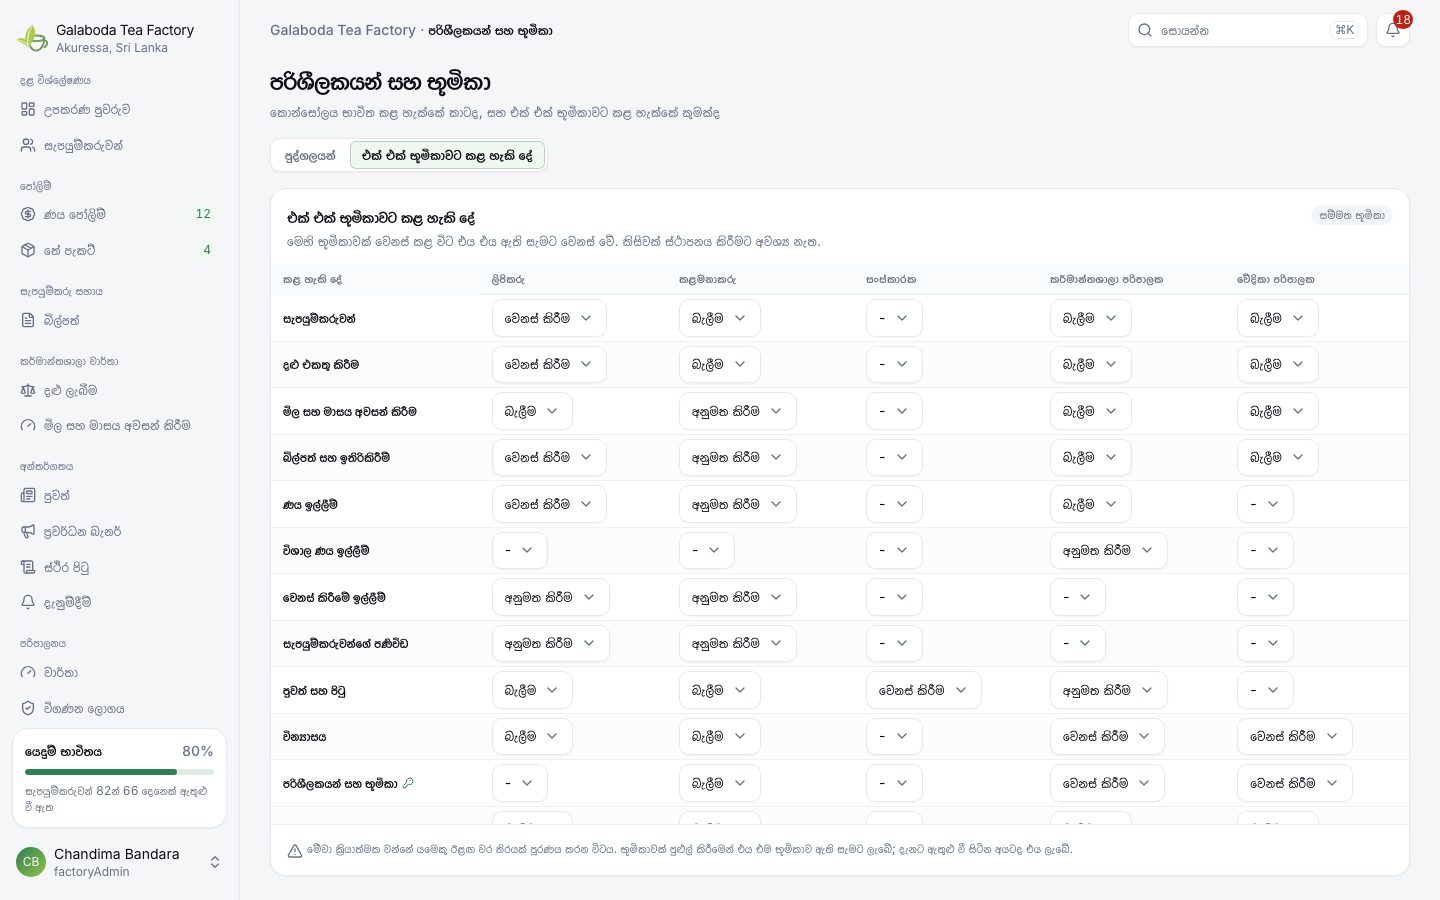 Galaboda Tea Factory
Akuressa, Sri Lanka
දළු විශ්ලේෂණය
උපකරණ පුවරුව
සැපයුම්කරුවන්
පෝලිම්
ණය පෝලිම 12
තේ පැකට් 4
සැපයුම්කරු සහාය
බිල්පත්
කර්මාන්තශාලා වාර්තා
දළු ලැබීම
මිල සහ මාසය අවසන් කිරීම
අන්තර්ගතය
පුවත්
ප්‍රවර්ධන බැනර්
ස්ථිර පිටු
දැනුම්දීම්
පරිපාලනය
වාර්තා
විගණන ලොගය
යෙදුම් භාවිතය 80%
සැපයුම්කරුවන් 82න් 66 දෙනෙක් ඇතුළු
වී ඇත
CB Chandima Bandara
factoryAdmin
Galaboda Tea Factory · පරිශීලකයන් සහ භූමිකා
සොයන්න ⌘K
18
පරිශීලකයන් සහ භූමිකා
කොන්සෝලය භාවිත කළ හැක්කේ කාටද, සහ එක් එක් භූමිකාවට කළ හැක්කේ කුමක්ද
පුද්ගලයන් එක් එක් භූමිකාවට කළ හැකි දේ
එක් එක් භූමිකාවට කළ හැකි දේ සම්මත භූමිකා
මෙහි භූමිකාවක් වෙනස් කළ විට එය එය ඇති සැමට වෙනස් වේ. කිසිවක් ස්ථාපනය කිරීමට අවශ්‍ය නැත.
කළ හැකි දේ ලිපිකරු කළමනාකරු සංස්කාරක කර්මාන්තශාලා පරිපාලක වේදිකා පරිපාලක
සැපයුම්කරුවන් වෙනස් කිරීම බැලීම - බැලීම බැලීම
දළු එකතු කිරීම වෙනස් කිරීම බැලීම - බැලීම බැලීම
මිල සහ මාසය අවසන් කිරීම බැලීම අනුමත කිරීම - බැලීම බැලීම
බිල්පත් සහ ඉතිරිකිරීම් වෙනස් කිරීම අනුමත කිරීම - බැලීම බැලීම
ණය ඉල්ලීම් වෙනස් කිරීම අනුමත කිරීම - බැලීම -
විශාල ණය ඉල්ලීම් - - - අනුමත කිරීම -
වෙනස් කිරීමේ ඉල්ලීම් අනුමත කිරීම අනුමත කිරීම - - -
සැපයුම්කරුවන්ගේ පණිවිඩ අනුමත කිරීම අනුමත කිරීම - - -
පුවත් සහ පිටු බැලීම බැලීම වෙනස් කිරීම අනුමත කිරීම -
වින්‍යාසය බැලීම බැලීම - වෙනස් කිරීම වෙනස් කිරීම
පරිශීලකයන් සහ භූමිකා - බැලීම - වෙනස් කිරීම වෙනස් කිරීම
මේවා ක්‍රියාත්මක වන්නේ යමෙකු ඊළඟ වර තිරයක් පූරණය කරන විටය. භූමිකාවක් පුළුල් කිරීමෙන් එය එම භූමිකාව ඇති සැමට ලැබේ; දැනට ඇතුළු වී සිටින අයටද එය ලැබේ.